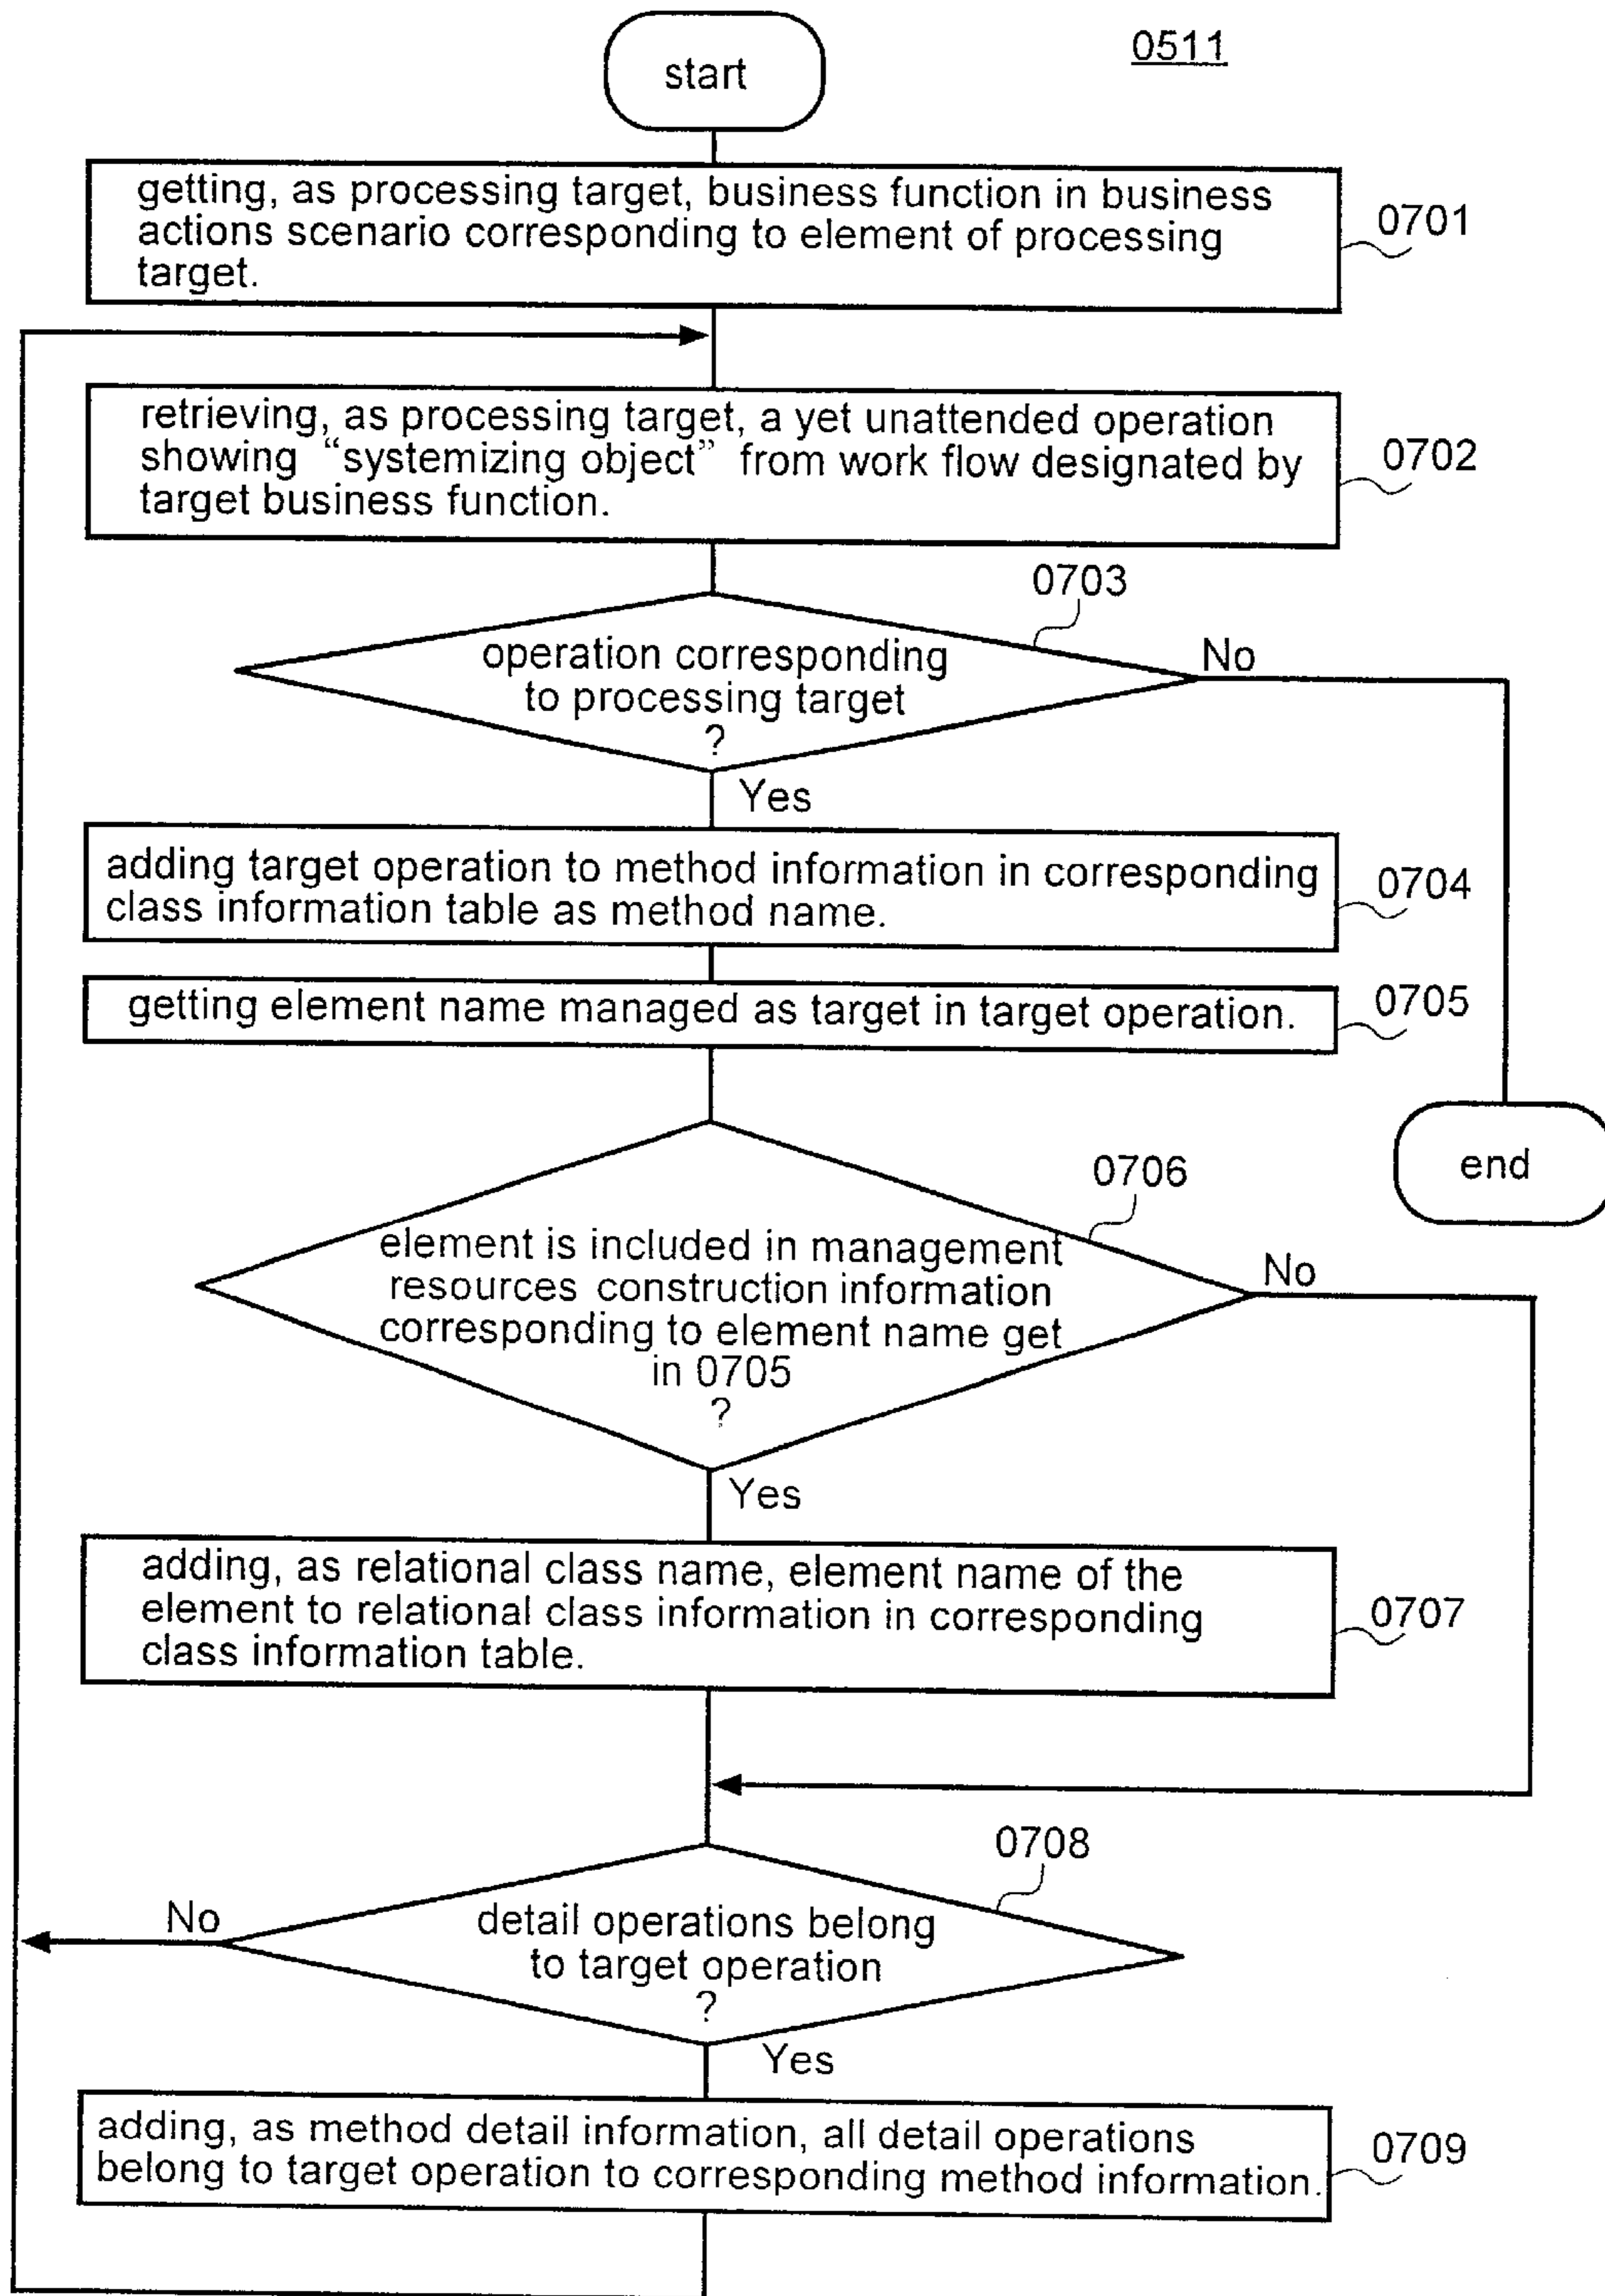 0511
start
getting, as processing target, business function in business
actions scenario corresponding to element of processing
target.
0701
retrieving, as processing target, a yet unattended operation
showing “systemizing object” from work flow designated by
target business function.
0702
0703
operation corresponding
to processing target
?
No
Yes
adding target operation to method information in corresponding
class information table as method name.
0704
getting element name managed as target in target operation.
0705
end
0706
element is included in management
resources construction information
corresponding to element name get
in 0705
?
No
Yes
adding, as relational class name, element name of the
element to relational class information in corresponding
class information table.
0707
0708
No
detail operations belong
to target operation
?
Yes
adding, as method detail information, all detail operations
belong to target operation to corresponding method information.
0709